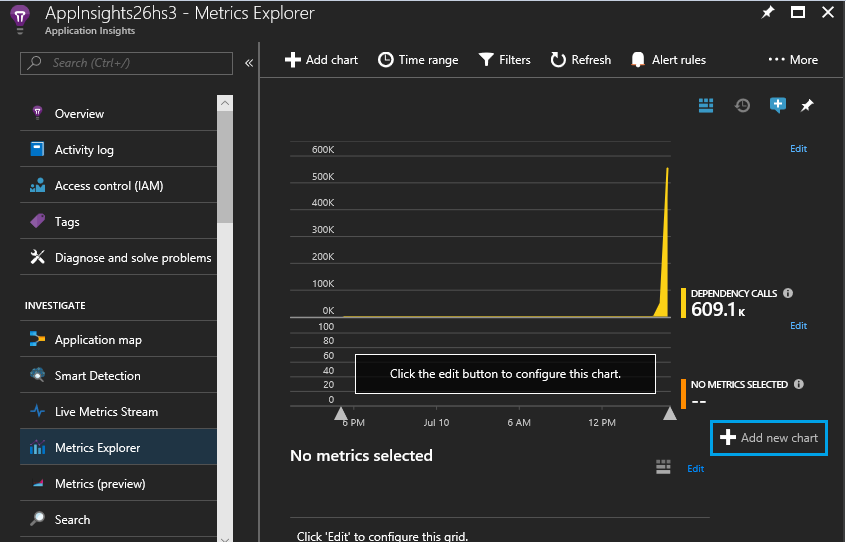 AppInsights26hs3 - Metrics Explorer
Application Insights
Search (Ctrl+/)
«
Overview
Activity log
Access control (IAM)
Tags
Diagnose and solve problems
INVESTIGATE
Application map
Smart Detection
Live Metrics Stream
Metrics Explorer
Metrics (preview)
Search
Add chart
Time range
Filters
Refresh
Alert rules
More
Edit
600K
500K
400K
300K
200K
100K
0K
DEPENDENCY CALLS
609.1K
Edit
100
80
60
40
20
0
Click the edit button to configure this chart.
NO METRICS SELECTED
--
6 PM
Jul 10
6 AM
12 PM
Add new chart
No metrics selected
Edit
Click 'Edit' to configure this grid.